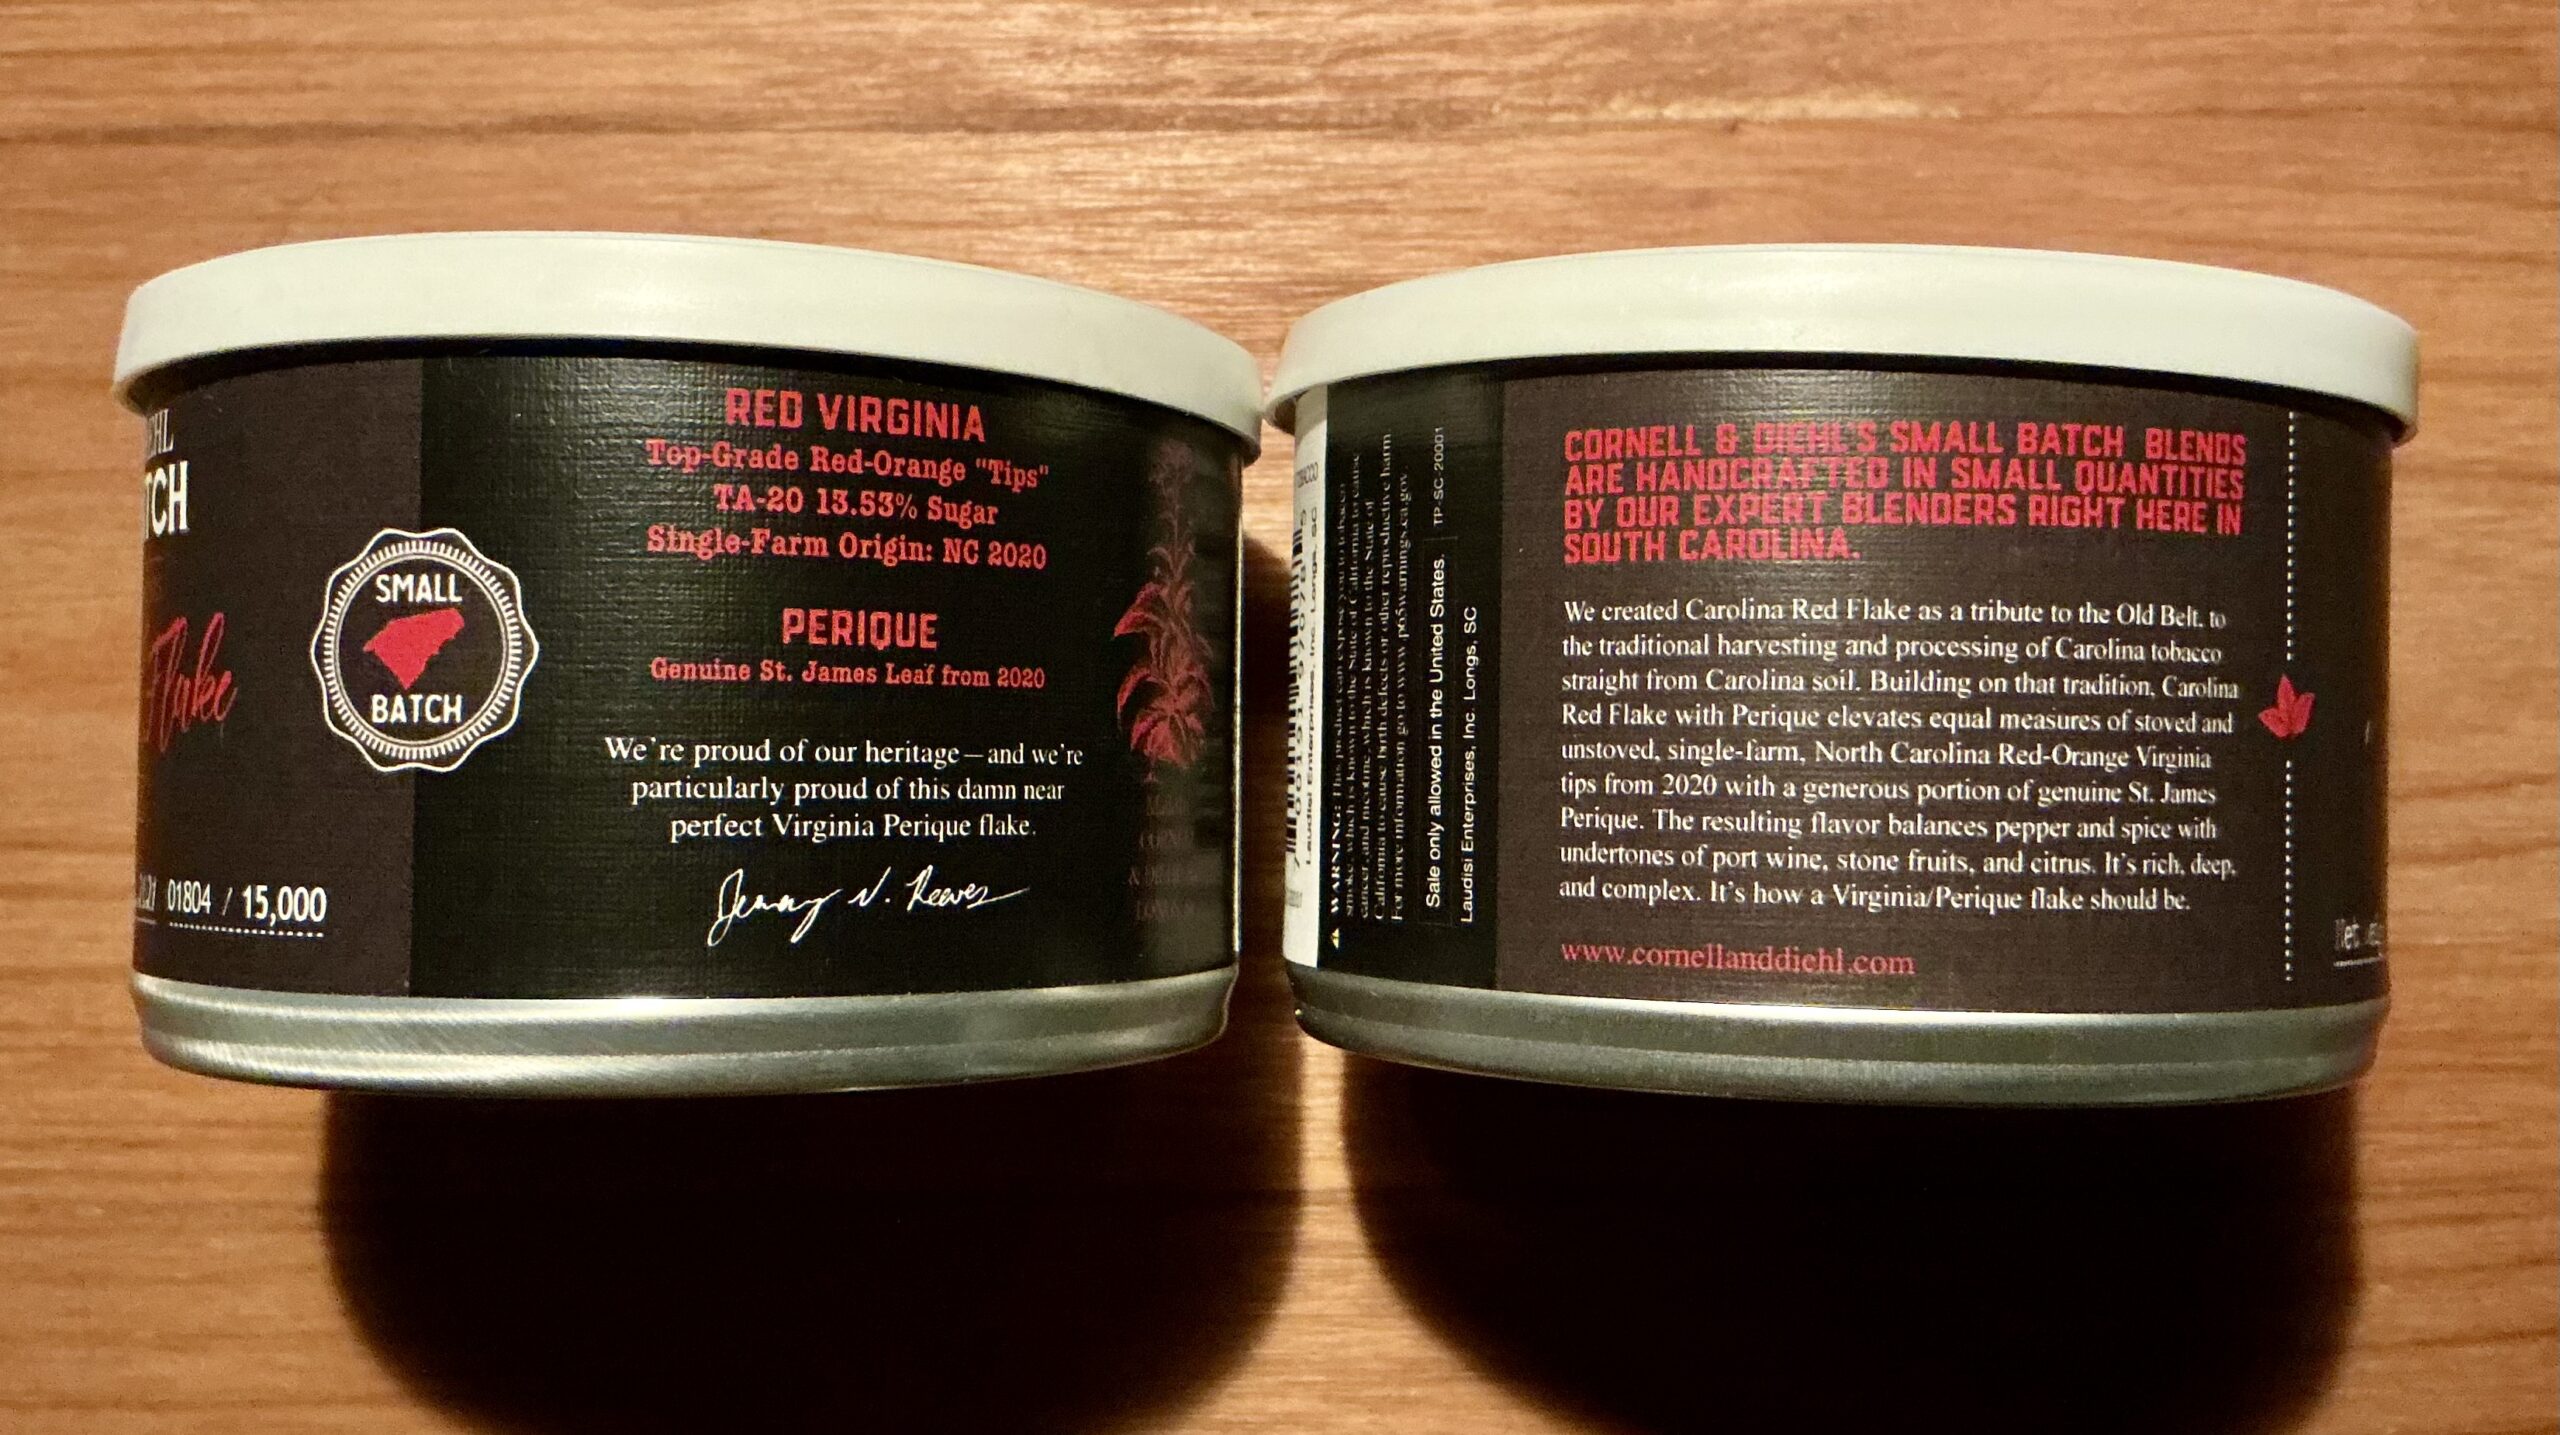 TCH
Flake
01804 / 15,000
SMALL
BATCH
RED VIRGINIA
Top-Grade Red-Orange "Tips"
TA-20 13.53% Sugar
Single-Farm Origin: NC 2020
PERIQUE
Genuine St. James Leaf from 2020
We're proud of our heritage—and we're
particularly proud of this damn near
perfect Virginia Perique flake.
Jeremy N. Reeves
Sale only allowed in the United States.
TP-SC-20001
Laudisi Enterprises, Inc. Longs, SC
CORNELL & DIEHL'S SMALL BATCH BLENDS
ARE HANDCRAFTED IN SMALL QUANTITIES
BY OUR EXPERT BLENDERS RIGHT HERE IN
SOUTH CAROLINA.
We created Carolina Red Flake as a tribute to the Old Belt, to
the traditional harvesting and processing of Carolina tobacco
straight from Carolina soil. Building on that tradition, Carolina
Red Flake with Perique elevates equal measures of stoved and
unstoved, single-farm, North Carolina Red-Orange Virginia
tips from 2020 with a generous portion of genuine St. James
Perique. The resulting flavor balances pepper and spice with
undertones of port wine, stone fruits, and citrus. It's rich, deep,
and complex. It's how a Virginia/Perique flake should be.
www.cornellanddiehl.com
Net